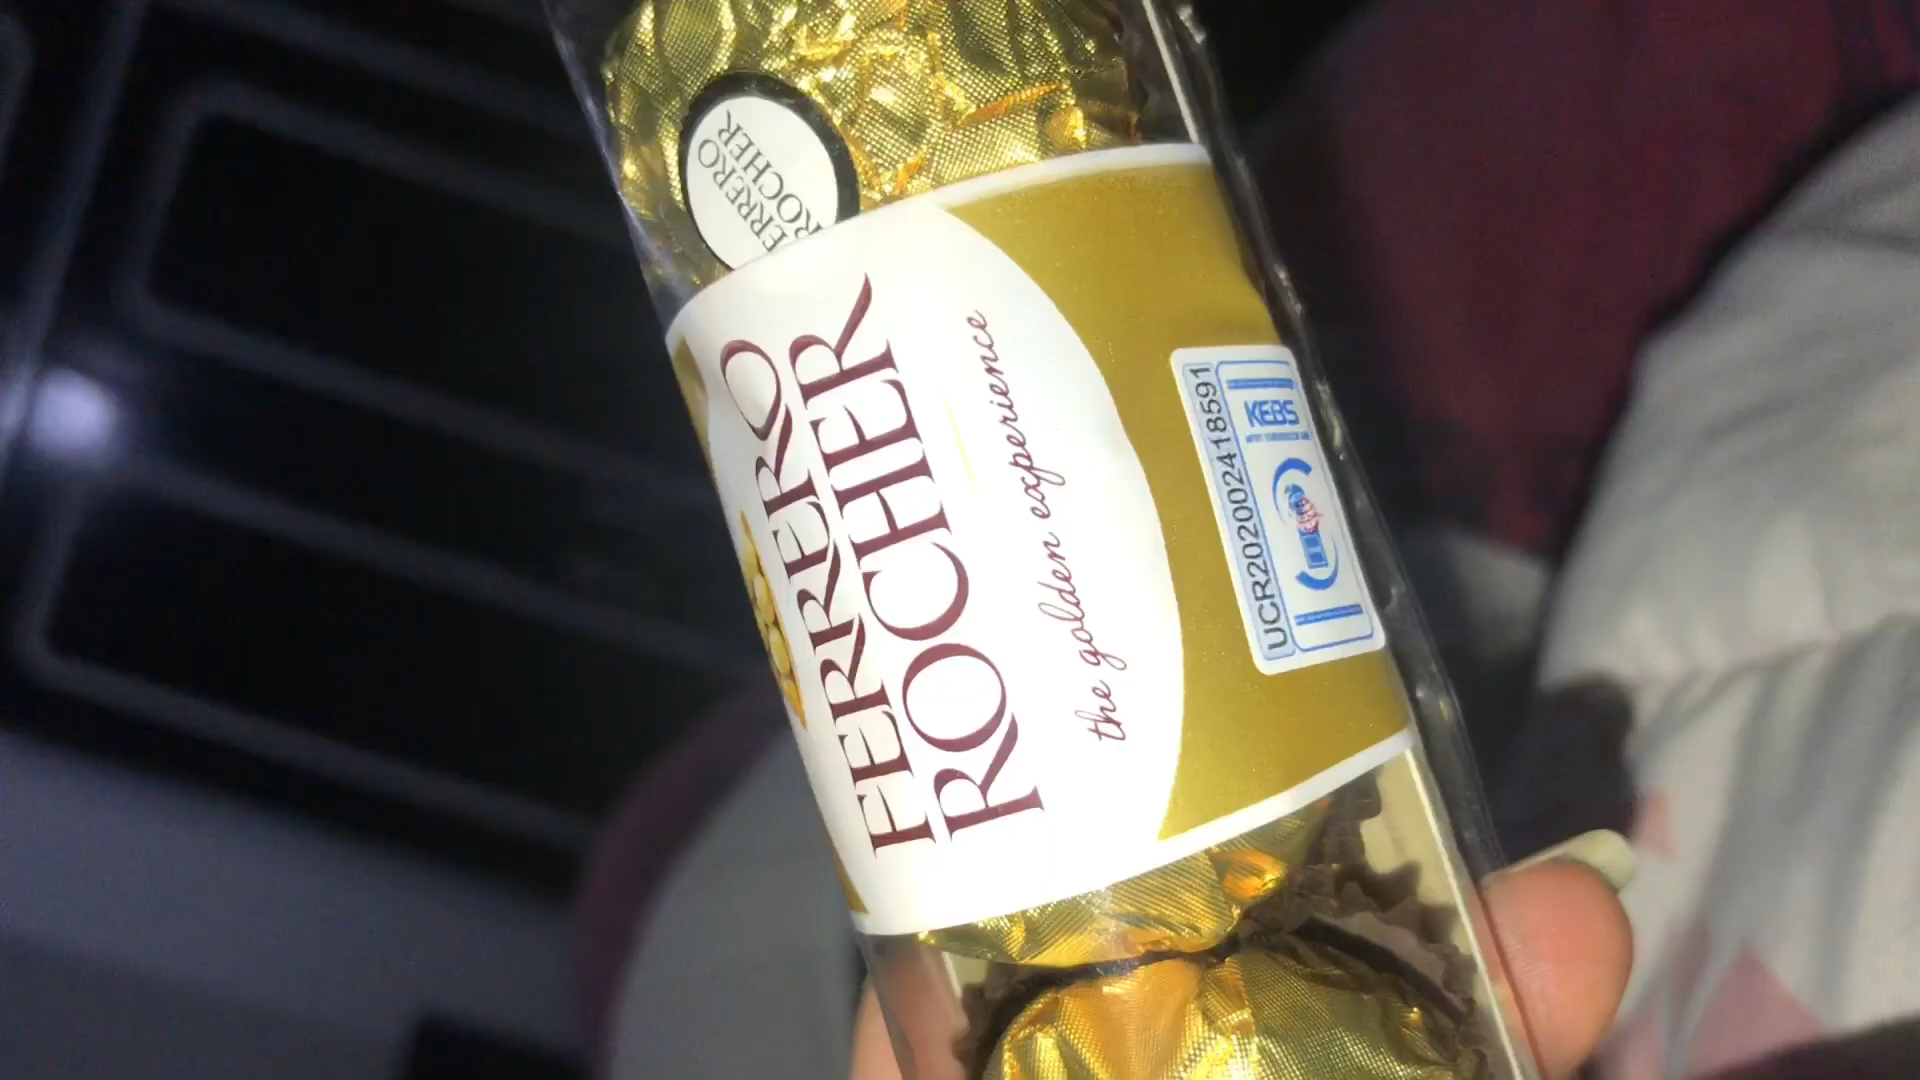 FERRERO
ROCHER
FERRERO
ROCHER
the golden experience
UCR202002418591
KEBS